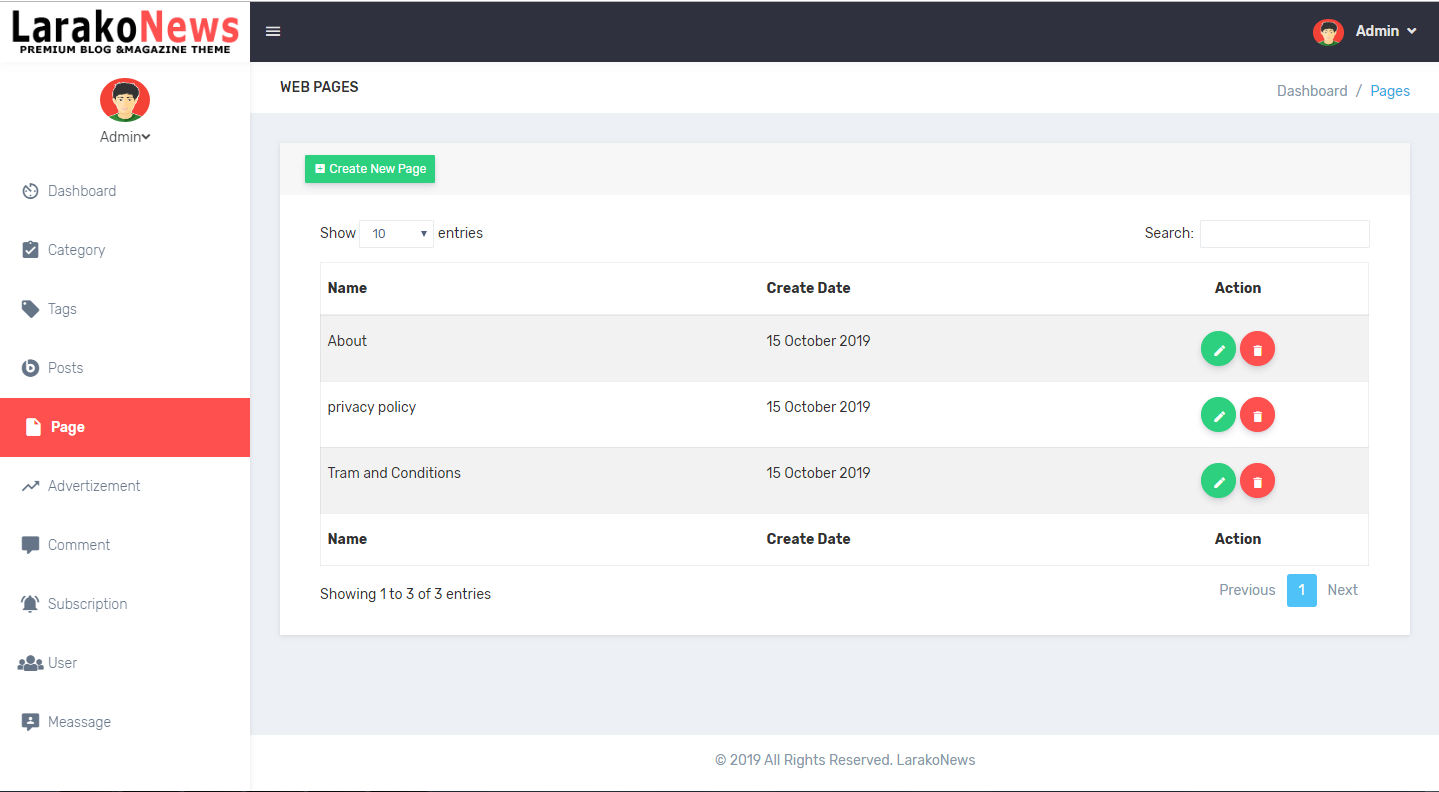 LarakoNews
PREMIUM BLOG &MAGAZINE THEME
Admin
WEB PAGES
Dashboard / Pages
Admin
Dashboard
Category
Tags
Posts
Page
Advertizement
Comment
Subscription
User
Meassage
Create New Page
Show 10 entries
Search:
Name Create Date Action
About 15 October 2019
privacy policy 15 October 2019
Tram and Conditions 15 October 2019
Name Create Date Action
Showing 1 to 3 of 3 entries
Previous 1 Next
© 2019 All Rights Reserved. LarakoNews